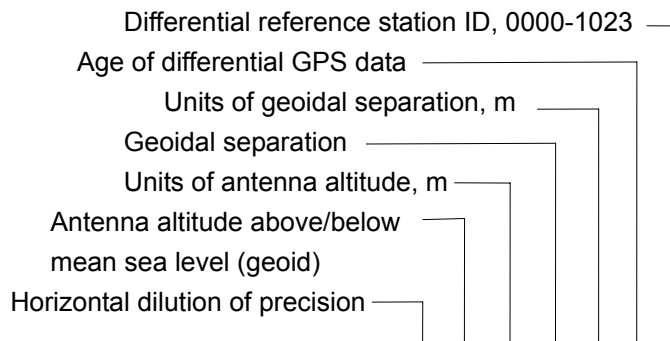 Differential reference station ID, 0000-1023
Age of differential GPS data
Units of geoidal separation, m
Geoidal separation
Units of antenna altitude, m
Antenna altitude above/below
mean sea level (geoid)
Horizontal dilution of precision